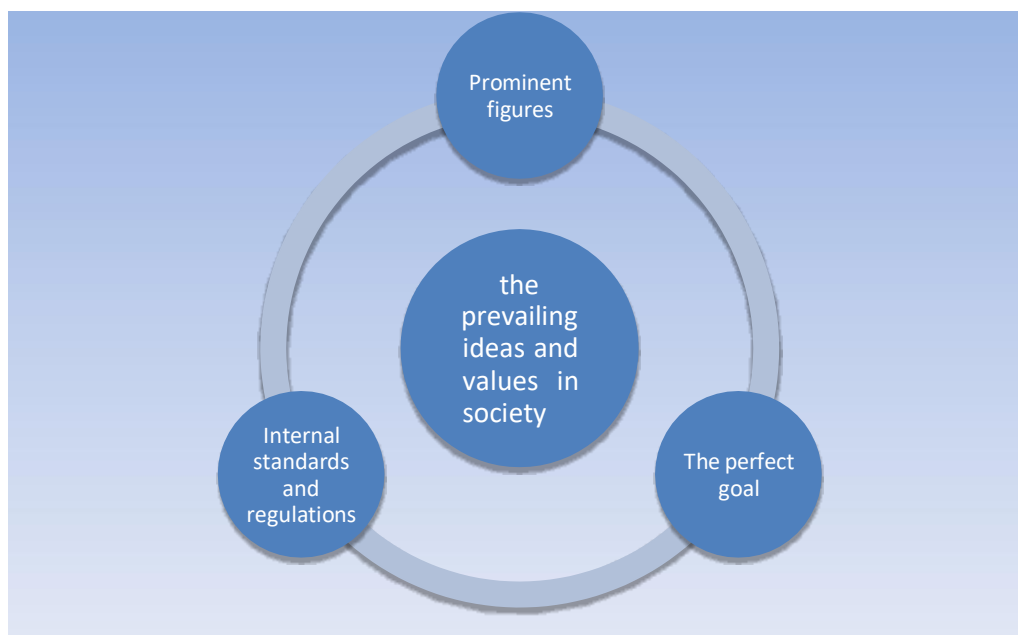 Prominent
figures
the
prevailing
ideas and
values in
society
Internal
standards
and
regulations
The perfect
goal